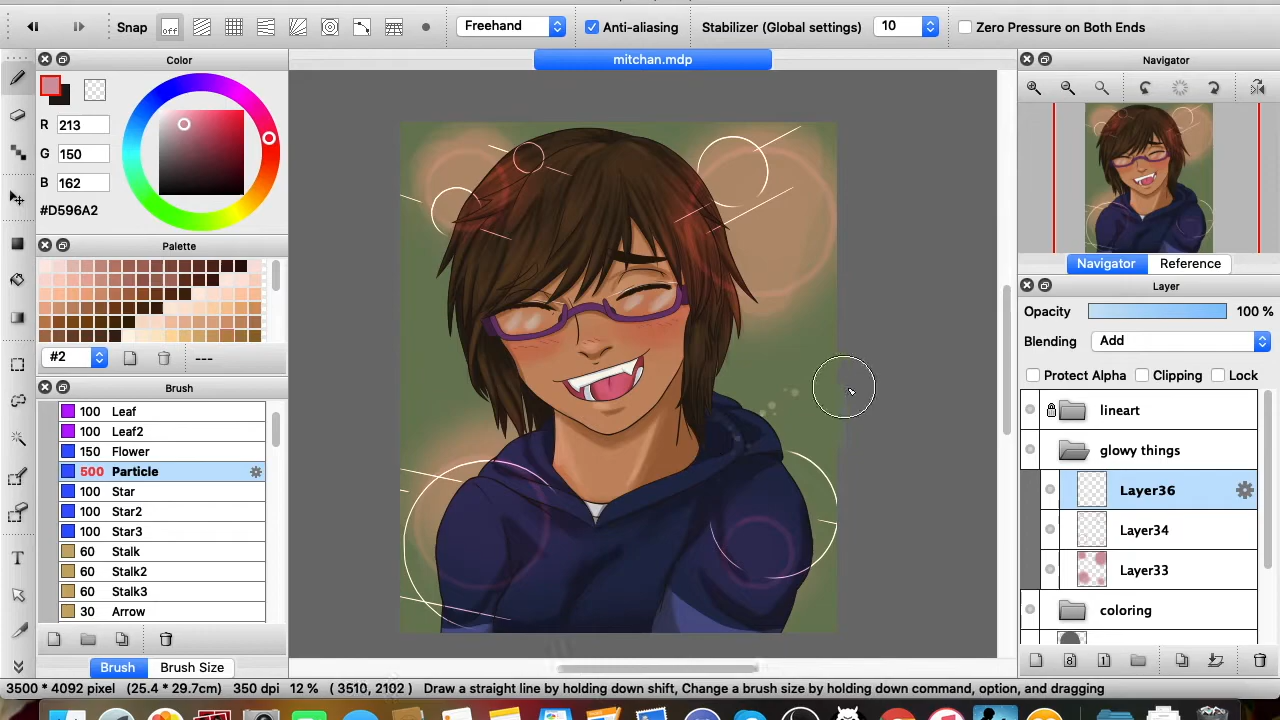 Snap off Freehand Anti-aliasing Stabilizer (Global settings) 10 Zero Pressure on Both Ends
mitchan.mdp
Color
R 213
G 150
B 162
#D596A2
Palette
#2 ---
Brush
100 Leaf
100 Leaf2
150 Flower
500 Particle
100 Star
100 Star2
100 Star3
60 Stalk
60 Stalk2
60 Stalk3
30 Arrow
Brush Brush Size
Navigator
Navigator Reference
Layer
Opacity 100 %
Blending Add
Protect Alpha Clipping Lock
lineart
glowy things
Layer36
Layer34
Layer33
coloring
8 1
T
3500 * 4092 pixel (25.4 * 29.7cm) 350 dpi 12 % ( 3510, 2102 ) Draw a straight line by holding down shift, Change a brush size by holding down command, option, and dragging